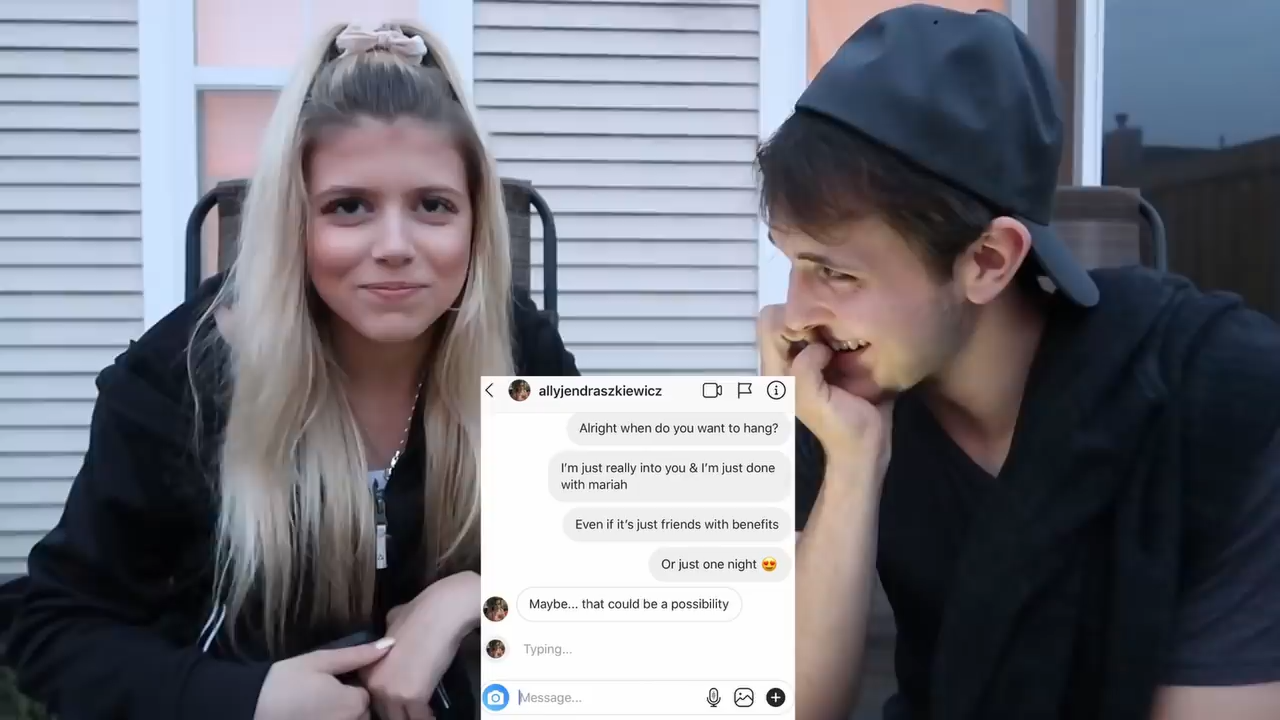 allyjendraszkiewicz
Alright when do you want to hang?
I'm just really into you & I'm just done
with mariah
Even if it's just friends with benefits
Or just one night 😍
Maybe... that could be a possibility
Typing...
Message...